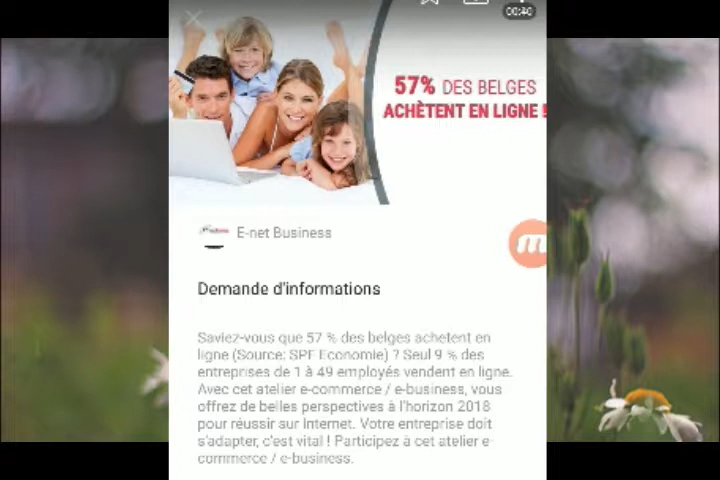 00:40
57% DES BELGES
ACHÈTENT EN LIGNE !
E-net Business
m
Demande d'informations
Saviez-vous que 57 % des belges achetent en
ligne (Source: SPF Economie) ? Seul 9 % des
entreprises de 1 à 49 employés vendent en ligne.
Avec cet atelier e-commerce / e-business, vous
offrez de belles perspectives à l'horizon 2018
pour réussir sur Internet. Votre entreprise doit
s'adapter, c'est vital ! Participez à cet atelier e-
commerce / e-business.